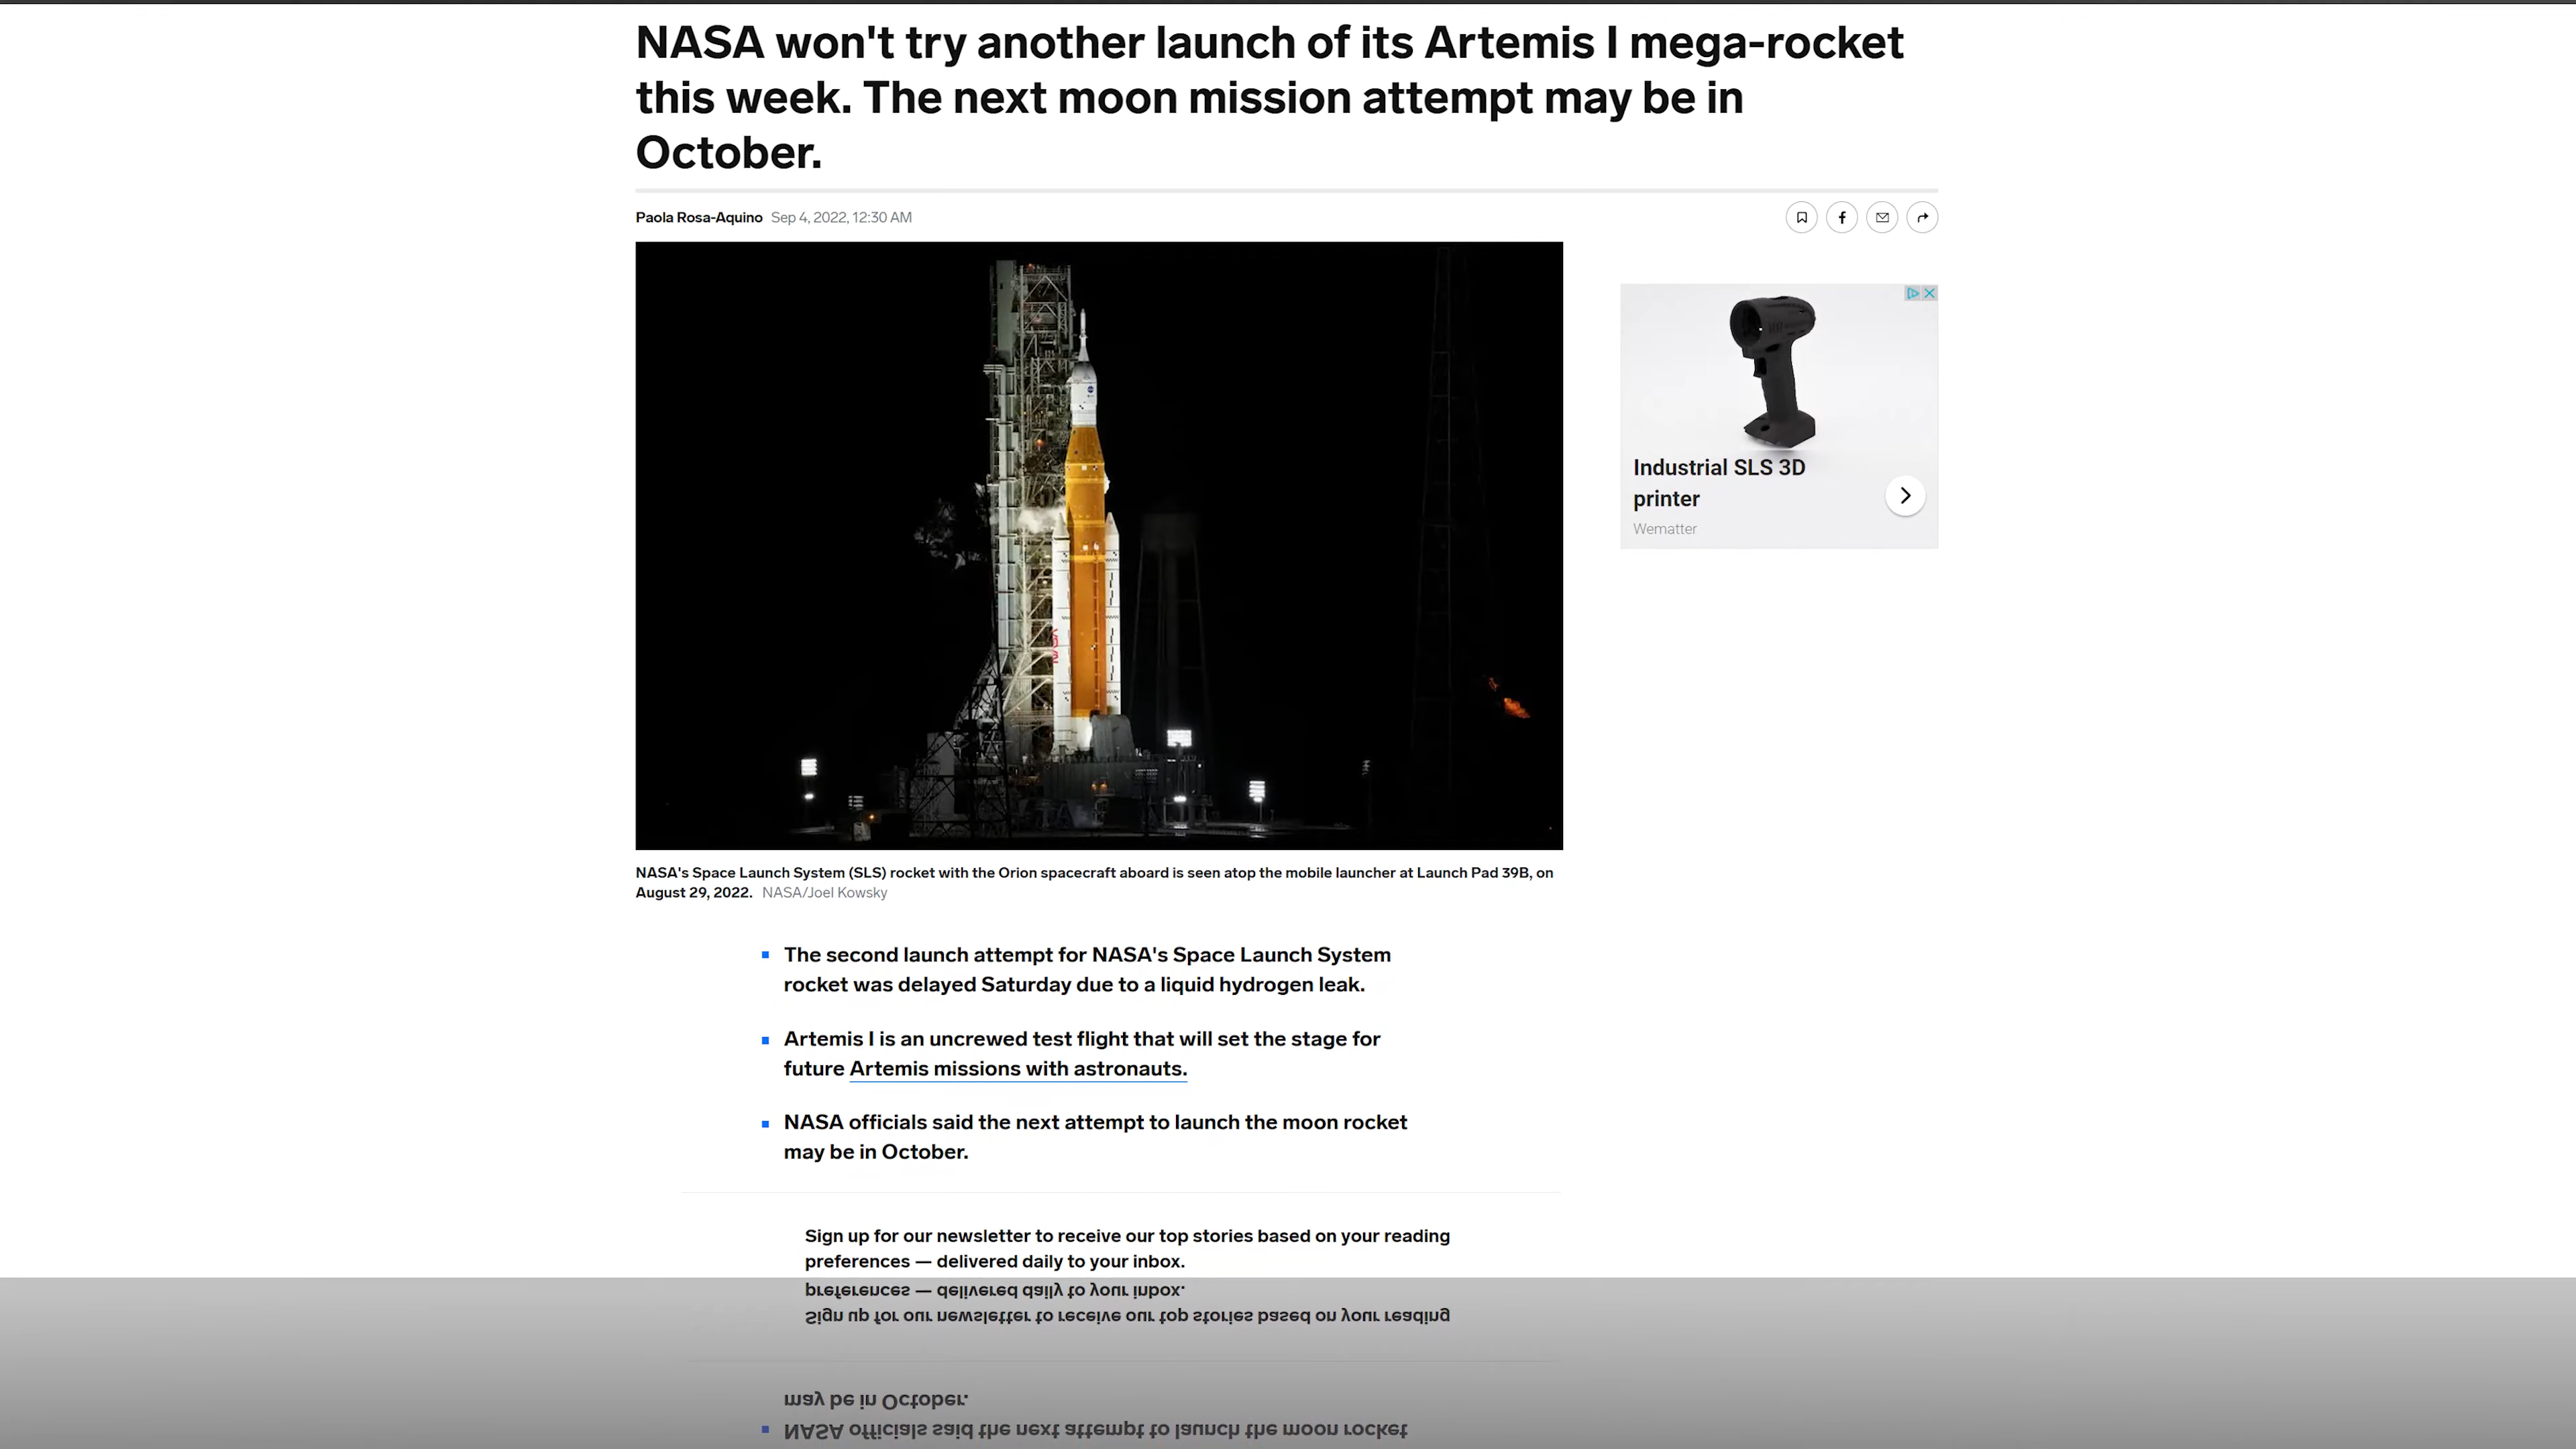 NASA won't try another launch of its Artemis I mega-rocket
this week. The next moon mission attempt may be in
October.
Paola Rosa-Aquino Sep 4, 2022, 12:30 AM
Industrial SLS 3D
printer
Wematter
NASA's Space Launch System (SLS) rocket with the Orion spacecraft aboard is seen atop the mobile launcher at Launch Pad 39B, on
August 29, 2022. NASA/Joel Kowsky
The second launch attempt for NASA's Space Launch System
rocket was delayed Saturday due to a liquid hydrogen leak.
Artemis I is an uncrewed test flight that will set the stage for
future Artemis missions with astronauts.
NASA officials said the next attempt to launch the moon rocket
may be in October.
Sign up for our newsletter to receive our top stories based on your reading
preferences — delivered daily to your inbox.
preferences — delivered daily to your inbox.
Sign up for our newsletter to receive our top stories based on your reading
may be in October.
NASA officials said the next attempt to launch the moon rocket